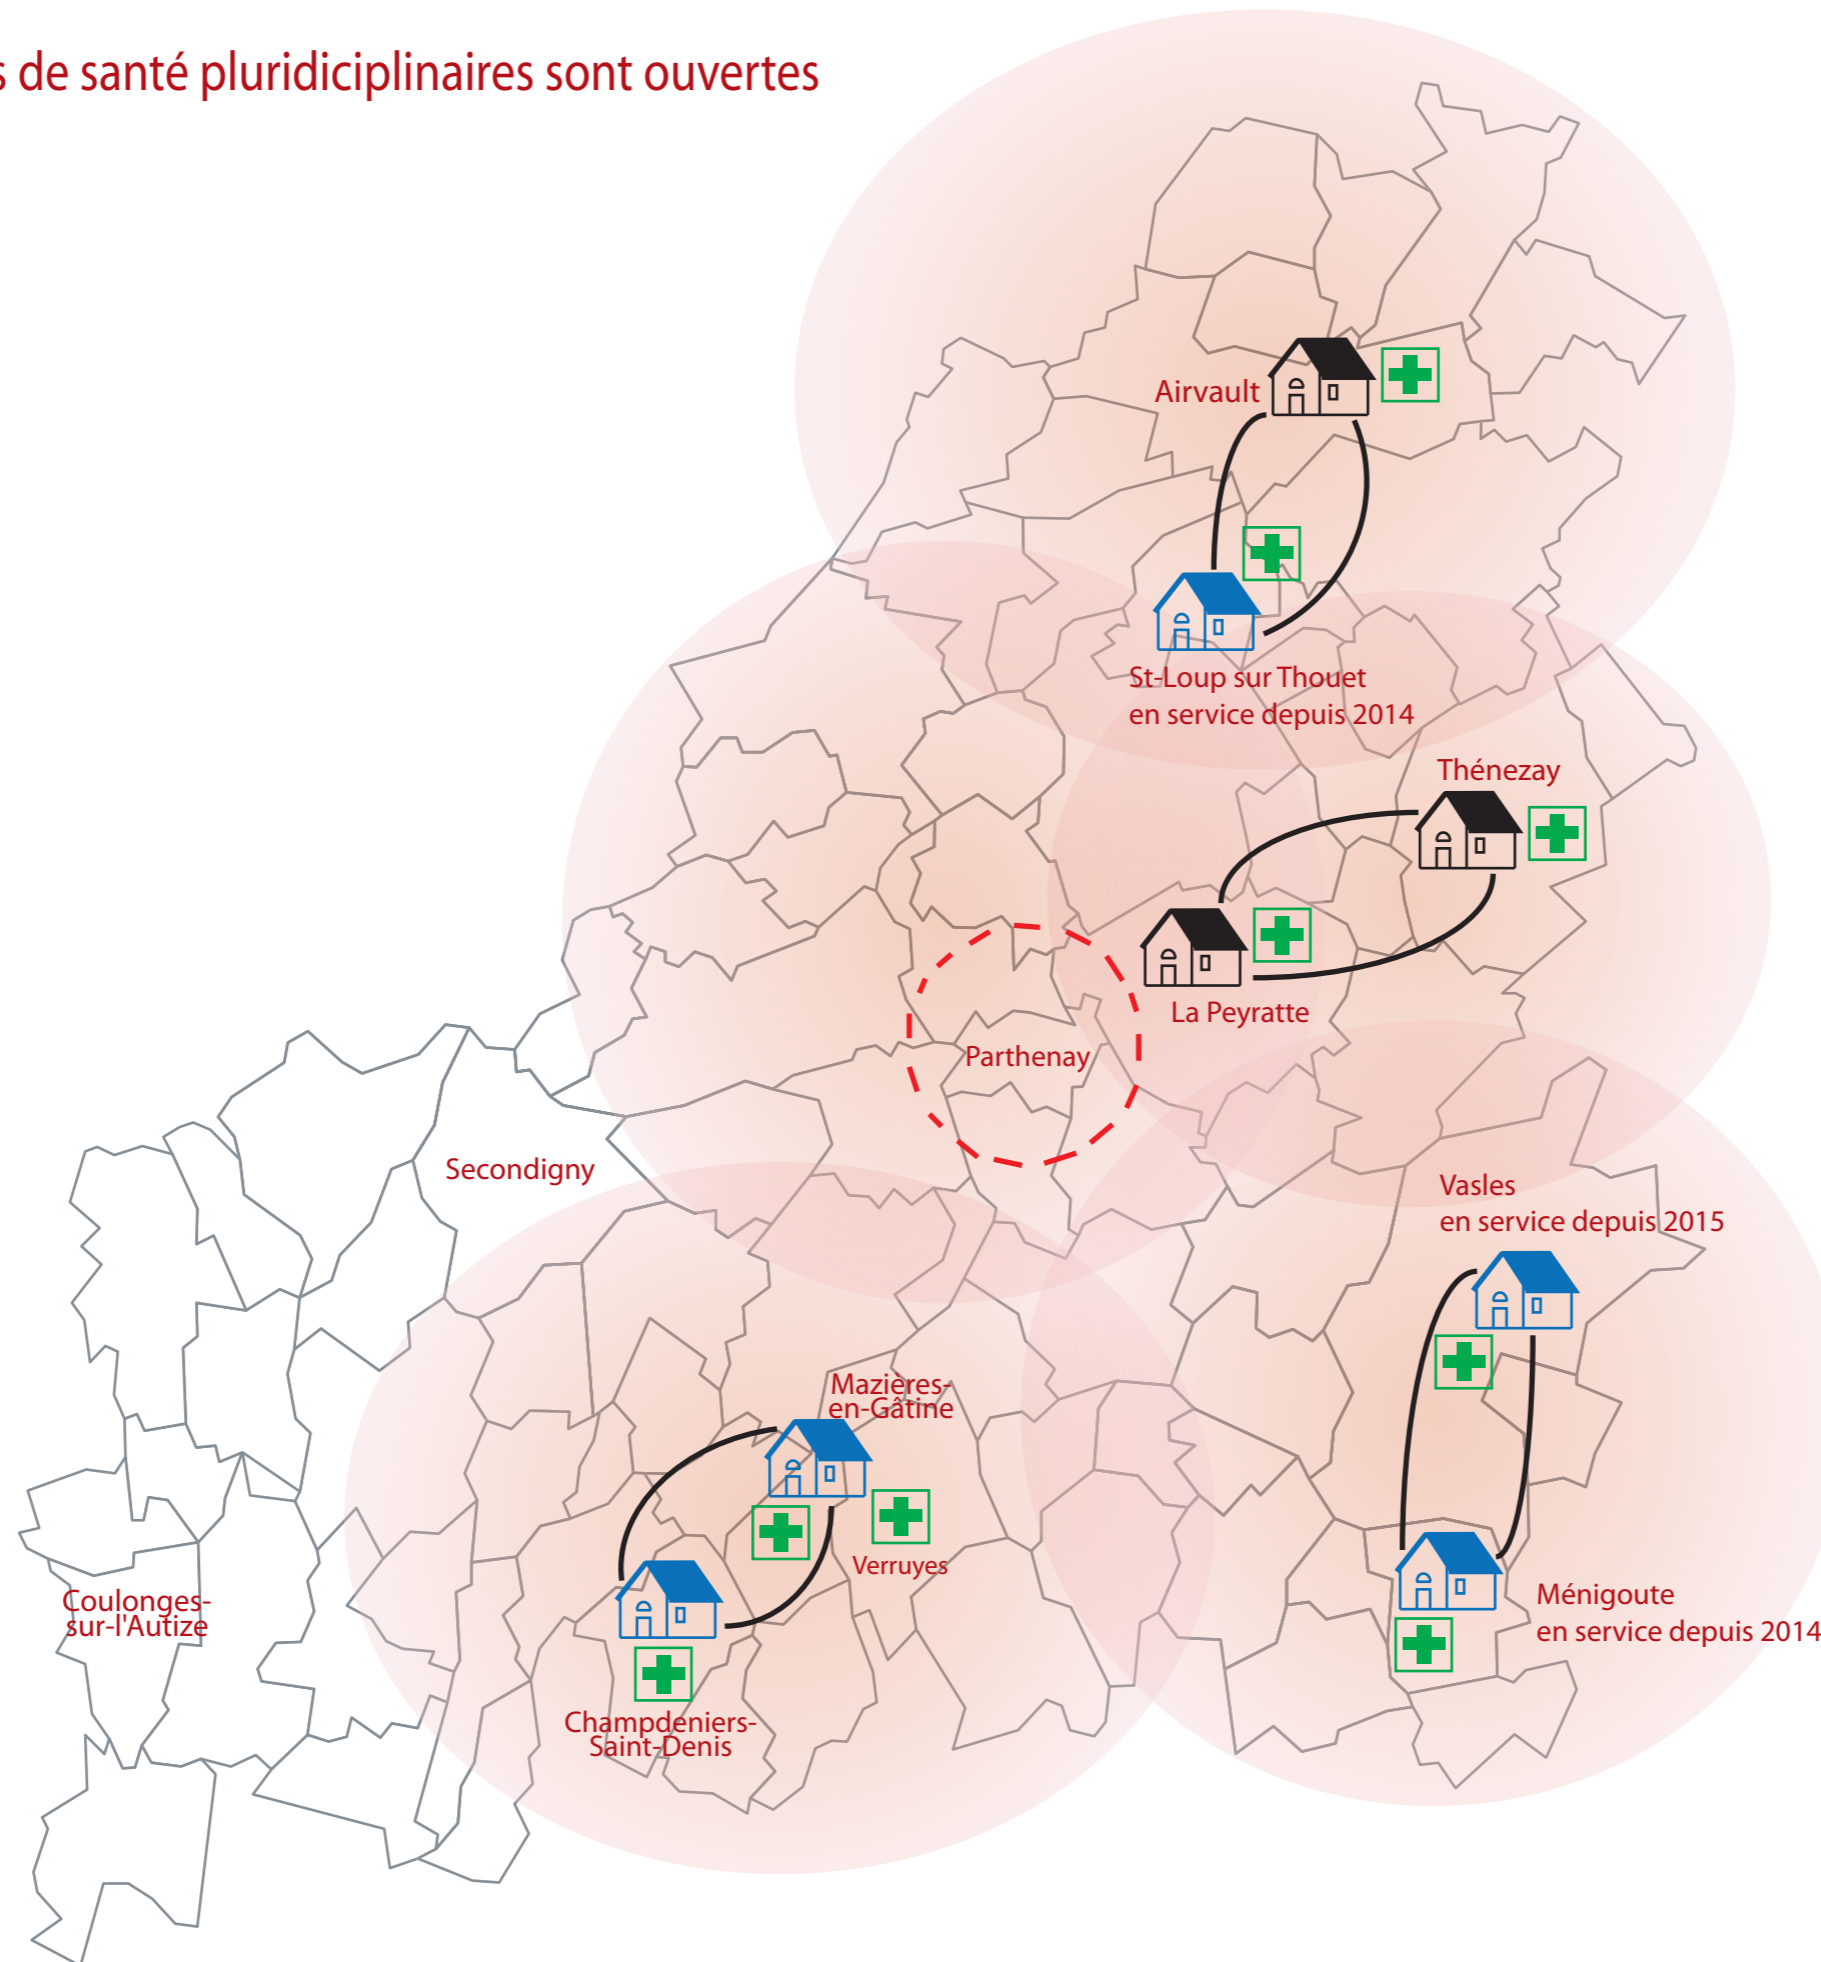 s de santé pluridiciplinaires sont ouvertes
Airvault
St-Loup sur Thouet
en service depuis 2014
Thénezay
La Peyratte
Parthenay
Secondigny
Vasles
en service depuis 2015
Mazières-
en-Gâtine
Verruyes
Coulonges-
sur-l'Autize
Ménigoute
en service depuis 2014
Champdeniers-
Saint-Denis